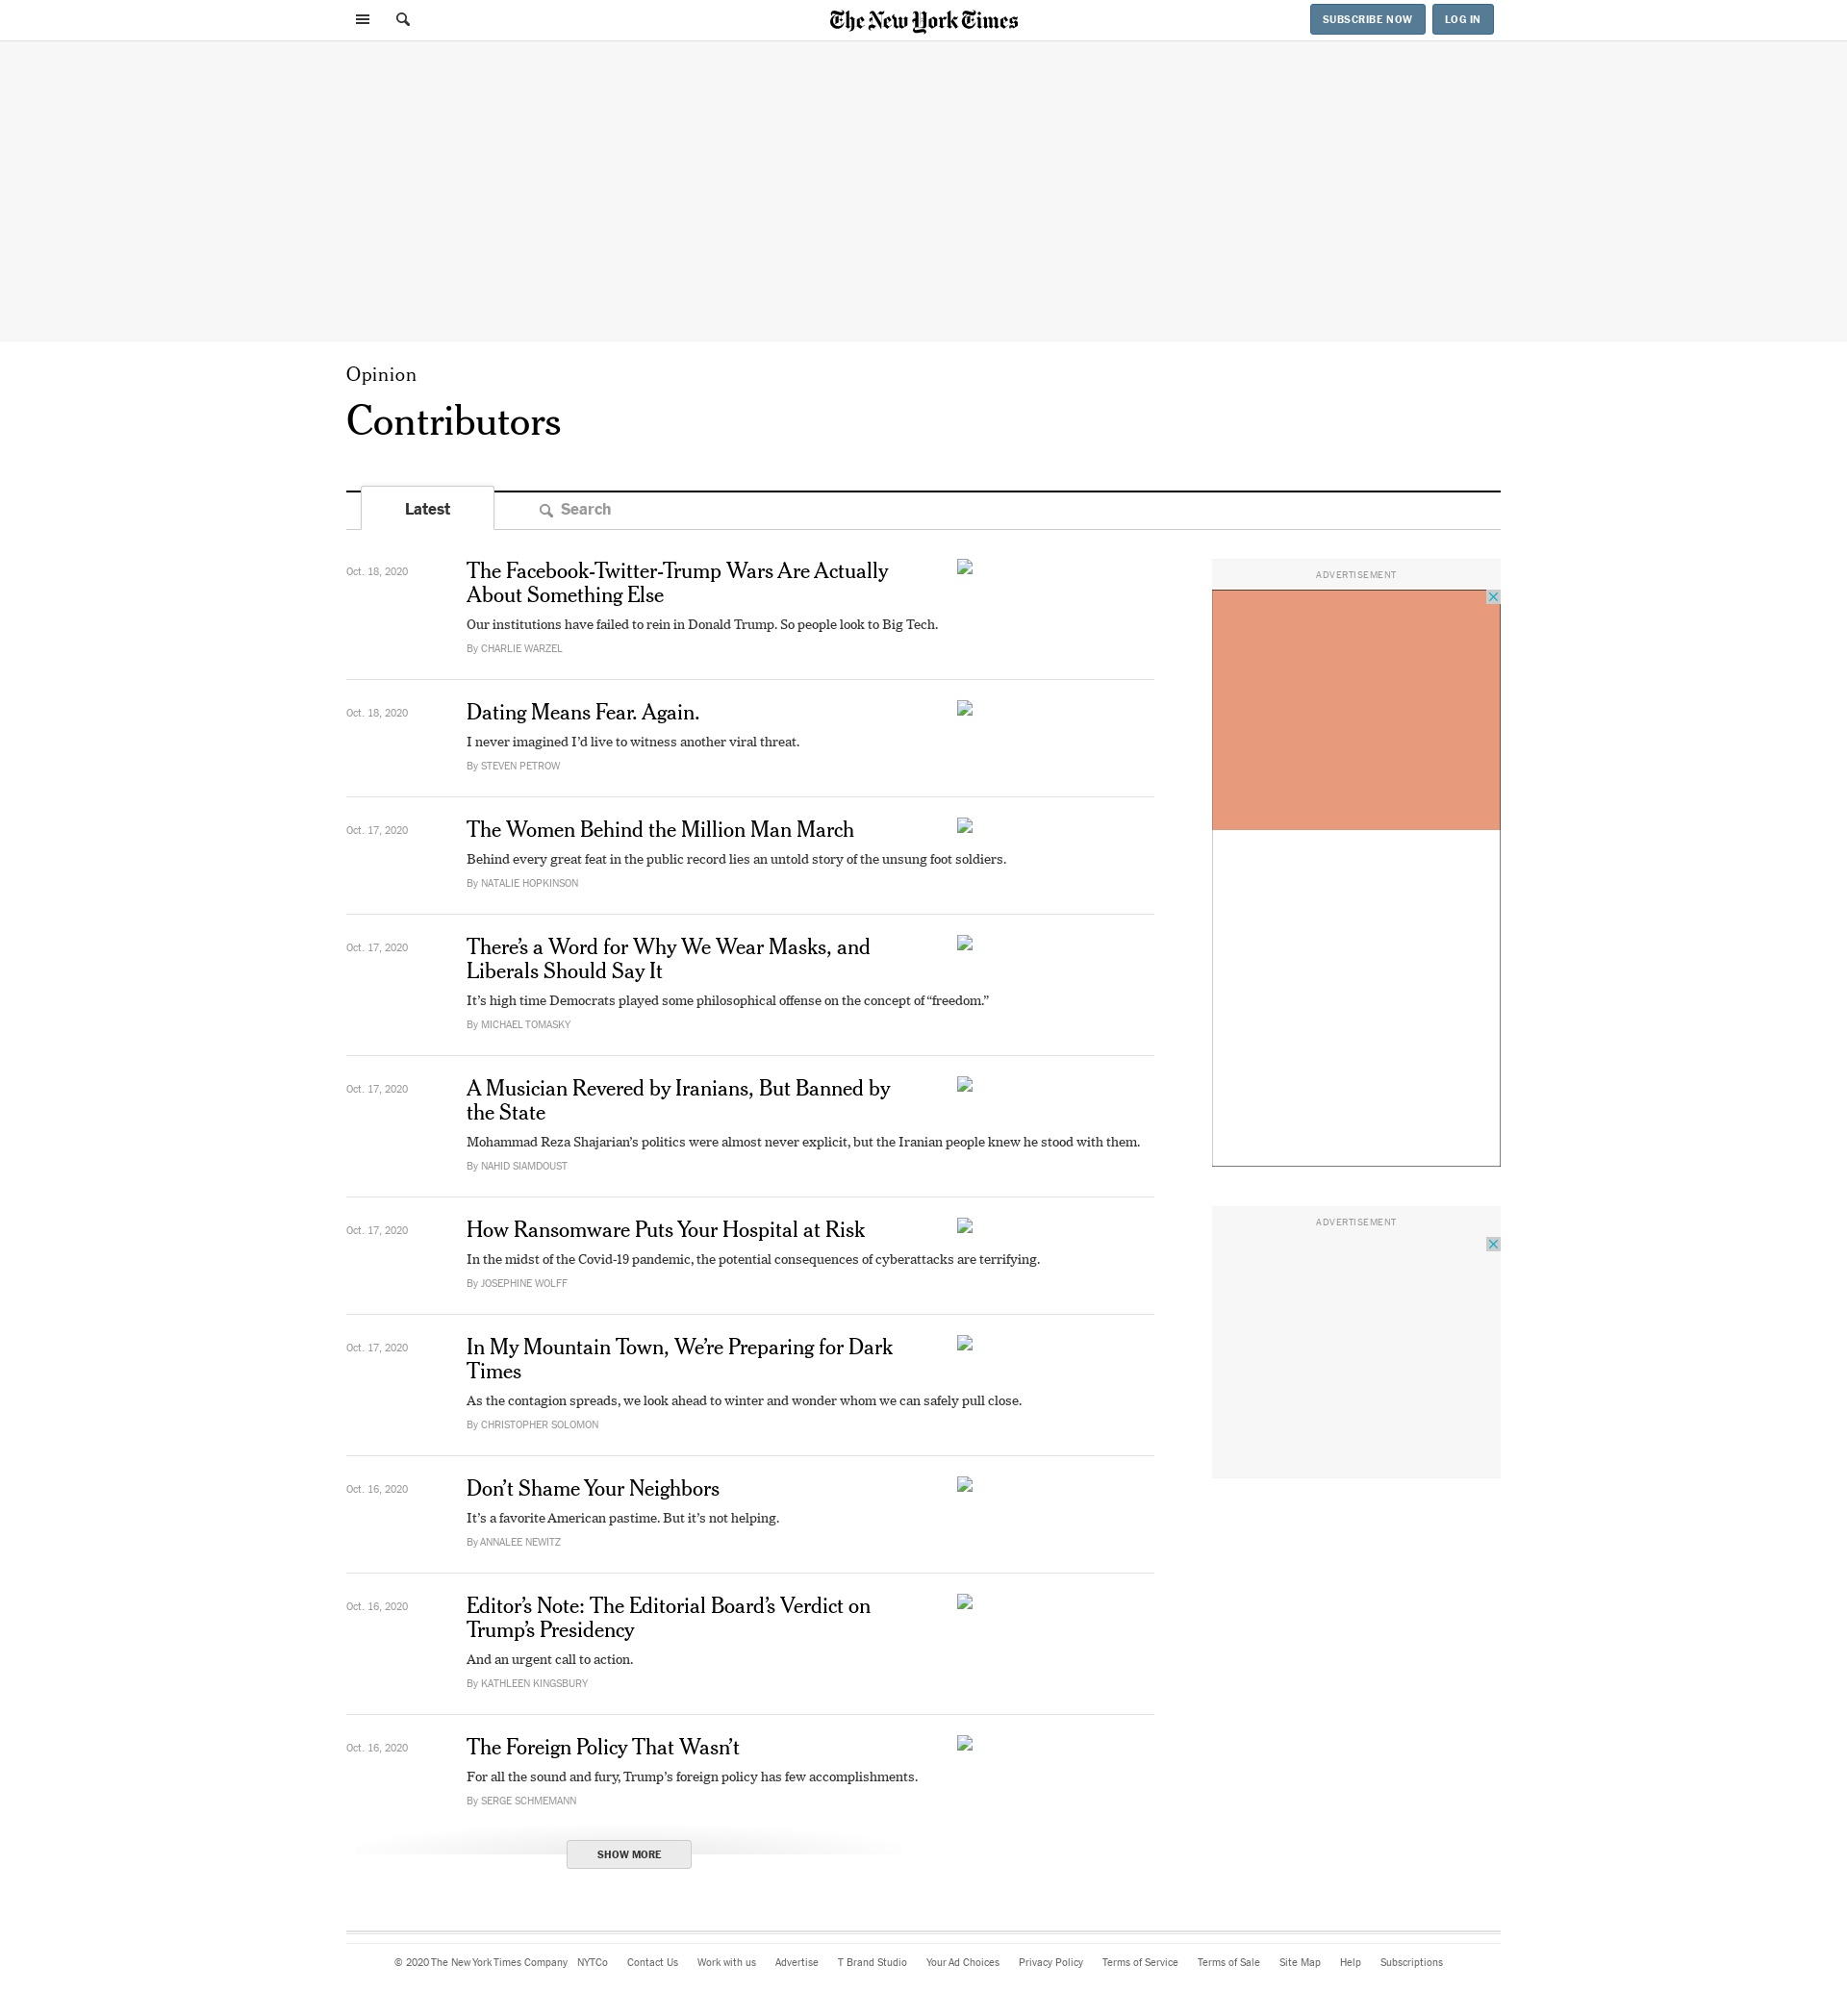 The New York Times
SUBSCRIBE NOW
LOG IN
Opinion
Contributors
Latest
Search
Oct. 18, 2020
The Facebook-Twitter-Trump Wars Are Actually
About Something Else
Our institutions have failed to rein in Donald Trump. So people look to Big Tech.
By CHARLIE WARZEL
Oct. 18, 2020
Dating Means Fear. Again.
I never imagined I’d live to witness another viral threat.
By STEVEN PETROW
Oct. 17, 2020
The Women Behind the Million Man March
Behind every great feat in the public record lies an untold story of the unsung foot soldiers.
By NATALIE HOPKINSON
Oct. 17, 2020
There’s a Word for Why We Wear Masks, and
Liberals Should Say It
It’s high time Democrats played some philosophical offense on the concept of “freedom.”
By MICHAEL TOMASKY
Oct. 17, 2020
A Musician Revered by Iranians, But Banned by
the State
Mohammad Reza Shajarian’s politics were almost never explicit, but the Iranian people knew he stood with them.
By NAHID SIAMDOUST
Oct. 17, 2020
How Ransomware Puts Your Hospital at Risk
In the midst of the Covid-19 pandemic, the potential consequences of cyberattacks are terrifying.
By JOSEPHINE WOLFF
Oct. 17, 2020
In My Mountain Town, We’re Preparing for Dark
Times
As the contagion spreads, we look ahead to winter and wonder whom we can safely pull close.
By CHRISTOPHER SOLOMON
Oct. 16, 2020
Don’t Shame Your Neighbors
It’s a favorite American pastime. But it’s not helping.
By ANNALEE NEWITZ
Oct. 16, 2020
Editor’s Note: The Editorial Board’s Verdict on
Trump’s Presidency
And an urgent call to action.
By KATHLEEN KINGSBURY
Oct. 16, 2020
The Foreign Policy That Wasn’t
For all the sound and fury, Trump’s foreign policy has few accomplishments.
By SERGE SCHMEMANN
SHOW MORE
ADVERTISEMENT
ADVERTISEMENT
© 2020 The New York Times Company NYTCo Contact Us Work with us Advertise T Brand Studio Your Ad Choices Privacy Policy Terms of Service Terms of Sale Site Map Help Subscriptions